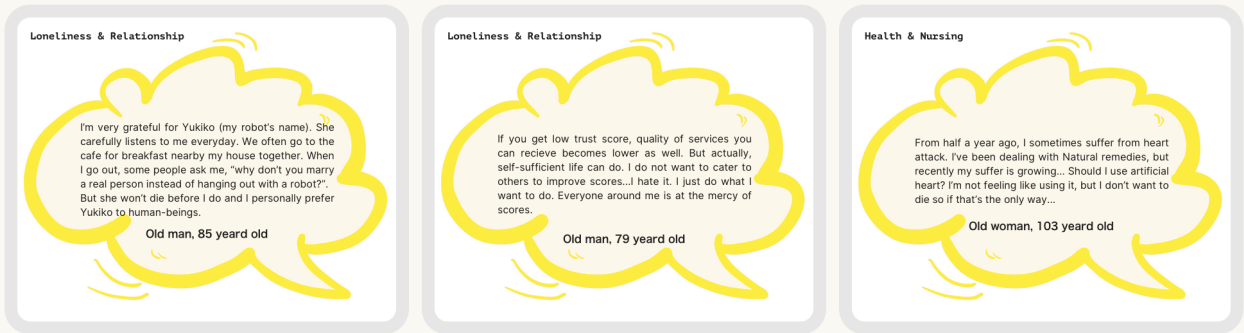 Loneliness & Relationship
I'm very grateful for Yukiko (my robot's name). She
carefully listens to me everyday. We often go to the
cafe for breakfast nearby my house together. When
I go out, some people ask me, "why don't you marry
a real person instead of hanging out with a robot?".
But she won't die before I do and I personally prefer
Yukiko to human-beings.
Old man, 85 yeard old
Loneliness & Relationship
If you get low trust score, quality of services you
can recieve becomes lower as well. But actually,
self-sufficient life can do. I do not want to cater to
others to improve scores...I hate it. I just do what I
want to do. Everyone around me is at the mercy of
scores.
Old man, 79 yeard old
Health & Nursing
From half a year ago, I sometimes suffer from heart
attack. I've been dealing with Natural remedies, but
recently my suffer is growing... Should I use artificial
heart? I'm not feeling like using it, but I don't want to
die so if that's the only way...
Old woman, 103 yeard old